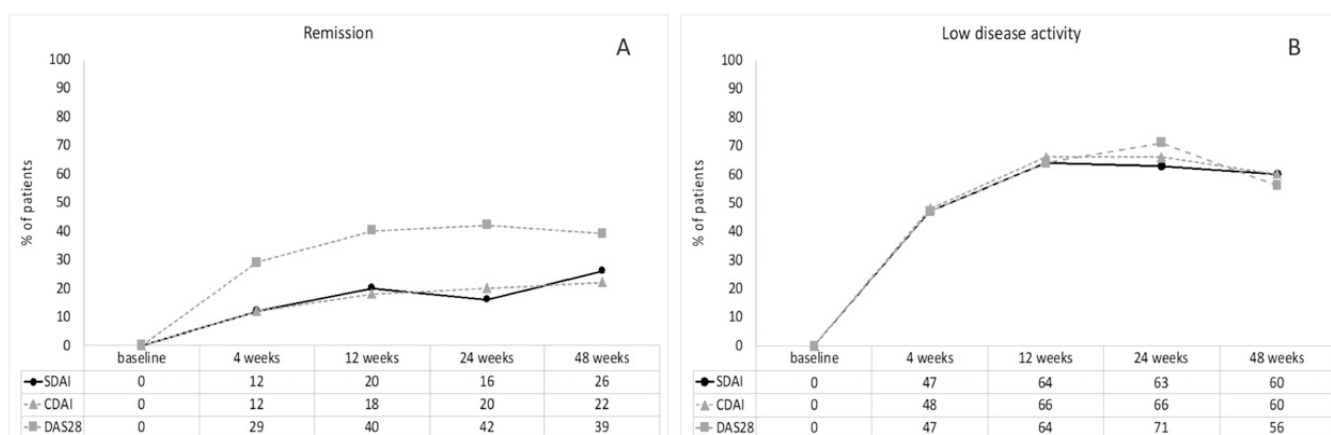 Remission
A
100
90
80
70
60
50
40
30
20
10
0
% of patients
baseline 4 weeks 12 weeks 24 weeks 48 weeks
SDAI 0 12 20 16 26
CDAI 0 12 18 20 22
DAS28 0 29 40 42 39
Low disease activity
B
100
90
80
70
60
50
40
30
20
10
0
% of patients
baseline 4 weeks 12 weeks 24 weeks 48 weeks
SDAI 0 47 64 63 60
CDAI 0 48 66 66 60
DAS28 0 47 64 71 56